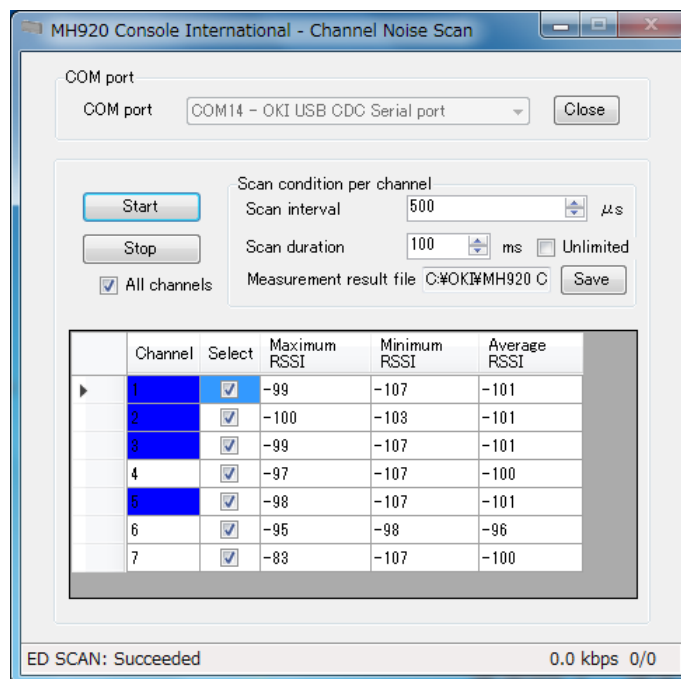 MH920 Console International - Channel Noise Scan
COM port
COM port COM14 - OKI USB CDC Serial port Close
Scan condition per channel
Start Scan interval 500 μs
Stop Scan duration 100 ms Unlimited
All channels Measurement result file C:¥OKI¥MH920 C Save
Channel Select Maximum RSSI Minimum RSSI Average RSSI
1 -99 -107 -101
2 -100 -103 -101
3 -99 -107 -101
4 -97 -107 -100
5 -98 -107 -101
6 -95 -98 -96
7 -83 -107 -100
ED SCAN: Succeeded 0.0 kbps 0/0